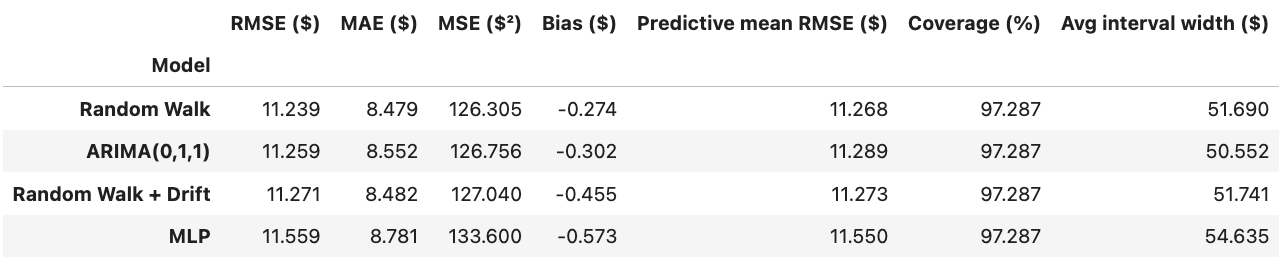 RMSE ($) MAE ($) MSE ($²) Bias ($) Predictive mean RMSE ($) Coverage (%) Avg interval width ($)
Model
Random Walk 11.239 8.479 126.305 -0.274 11.268 97.287 51.690
ARIMA(0,1,1) 11.259 8.552 126.756 -0.302 11.289 97.287 50.552
Random Walk + Drift 11.271 8.482 127.040 -0.455 11.273 97.287 51.741
MLP 11.559 8.781 133.600 -0.573 11.550 97.287 54.635